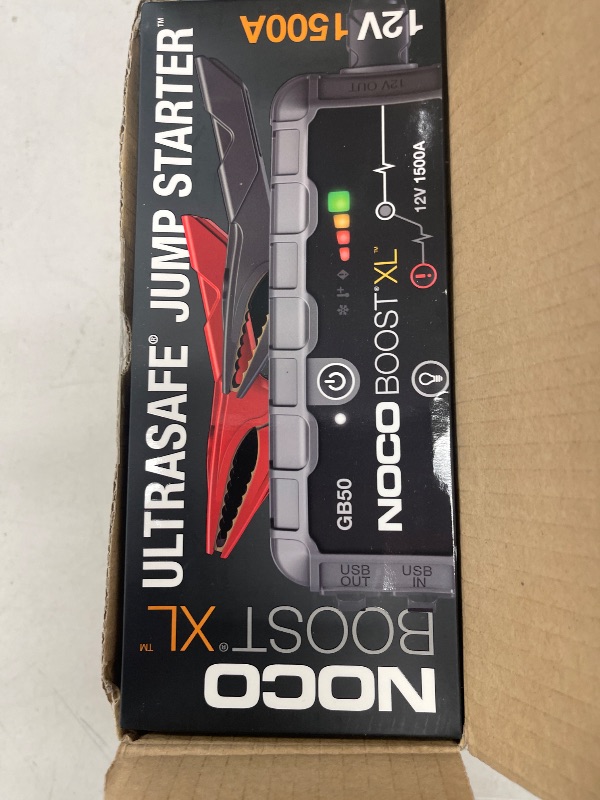 NOCO
BOOST® XL™
ULTRASAFE® JUMP STARTER™
12V 1500A
GB50
NOCO BOOST® XL™
12V 1500A
12V OUT
USB
OUT
USB
IN